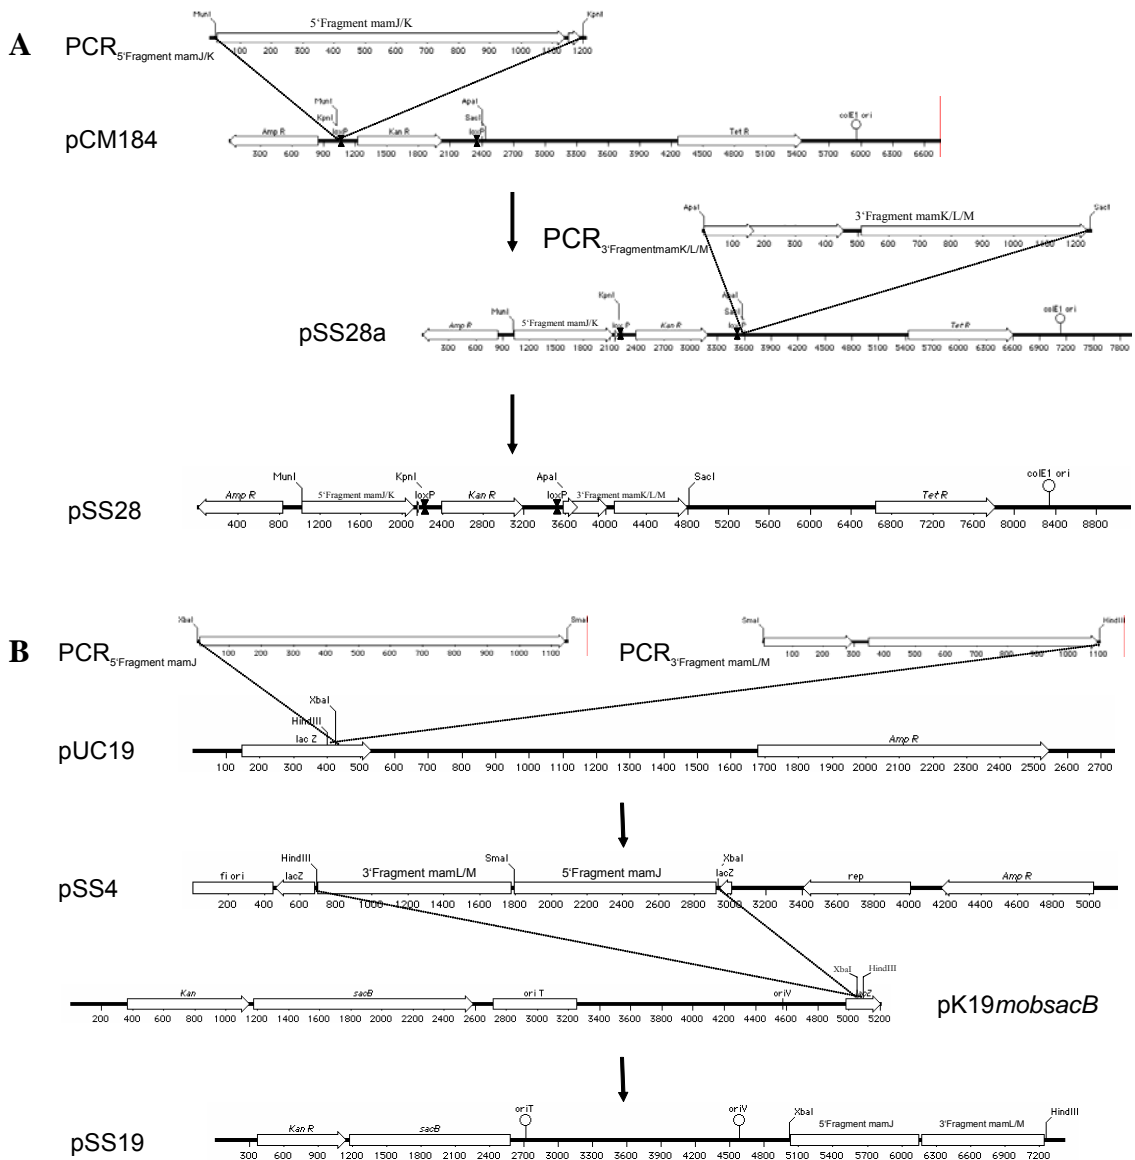 A
MunI
5'Fragment mamJ/K
KpnI
PCR5'Fragment mamJ/K
100 200 300 400 500 600 700 800 900 1000 1100 1200
MunI
KpnI
loxP
ApaI
SacI
loxP
colE1 ori
pCM184
Amp R
Kan R
Tet R
300 600 900 1200 1500 1800 2100 2400 2700 3000 3300 3600 3900 4200 4500 4800 5100 5400 5700 6000 6300 6600
ApaI
3'Fragment mamK/L/M
SacI
PCR3'FragmentmamK/L/M
100 200 300 400 500 600 700 800 900 1000 1100 1200
pSS28a
MunI
KpnI
loxP
ApaI
SacI
loxP
colE1 ori
Amp R
5'Fragment mamJ/K
Kan R
Tet R
300 600 900 1200 1500 1800 2100 2400 2700 3000 3300 3600 3900 4200 4500 4800 5100 5400 5700 6000 6300 6600 6900 7200 7500 7800
pSS28
MunI
KpnI
loxP
ApaI
loxP
SacI
colE1 ori
Amp R
5'Fragment mamJ/K
Kan R
3'Fragment mamK/L/M
Tet R
400 800 1200 1600 2000 2400 2800 3200 3600 4000 4400 4800 5200 5600 6000 6400 6800 7200 7600 8000 8400 8800
B
XbaI
SmaI
PCR5'Fragment mamJ
100 200 300 400 500 600 700 800 900 1000 1100
SmaI
HindIII
PCR3'Fragment mamL/M
100 200 300 400 500 600 700 800 900 1000 1100
XbaI
HindIII
pUC19
lac Z
Amp R
100 200 300 400 500 600 700 800 900 1000 1100 1200 1300 1400 1500 1600 1700 1800 1900 2000 2100 2200 2300 2400 2500 2600 2700
pSS4
fi ori
lacZ
HindIII
3'Fragment mamL/M
SmaI
5'Fragment mamJ
XbaI
lacZ
rep
Amp R
200 400 600 800 1000 1200 1400 1600 1800 2000 2200 2400 2600 2800 3000 3200 3400 3600 3800 4000 4200 4400 4600 4800 5000
XbaI
HindIII
Kan
sacB
ori T
oriV
lacZ
pK19mobsacB
200 400 600 800 1000 1200 1400 1600 1800 2000 2200 2400 2600 2800 3000 3200 3400 3600 3800 4000 4200 4400 4600 4800 5000 5200
pSS19
Kan R
sacB
oriT
oriV
XbaI
5'Fragment mamJ
3'Fragment mamL/M
HindIII
300 600 900 1200 1500 1800 2100 2400 2700 3000 3300 3600 3900 4200 4500 4800 5100 5400 5700 6000 6300 6600 6900 7200